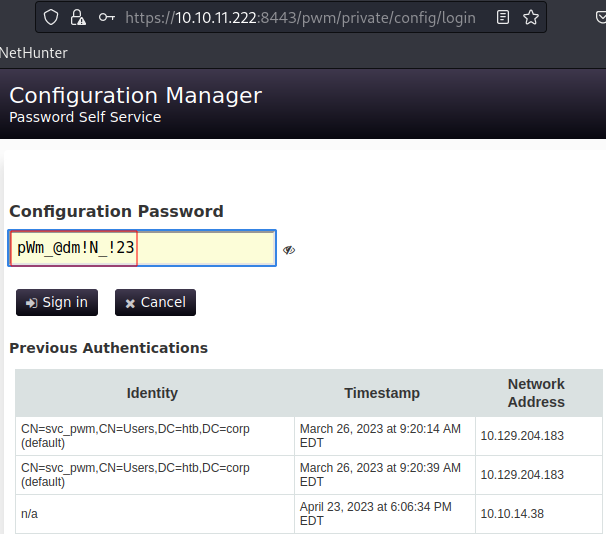 https://10.10.11.222:8443/pwm/private/config/login
NetHunter
Configuration Manager
Password Self Service
Configuration Password
pWm_@dm!N_!23
Sign in
Cancel
Previous Authentications
Identity Timestamp Network
Address
CN=svc_pwm,CN=Users,DC=htb,DC=corp
(default)
March 26, 2023 at 9:20:14 AM
EDT
10.129.204.183
CN=svc_pwm,CN=Users,DC=htb,DC=corp
(default)
March 26, 2023 at 9:20:39 AM
EDT
10.129.204.183
n/a
April 23, 2023 at 6:06:34 PM
EDT
10.10.14.38